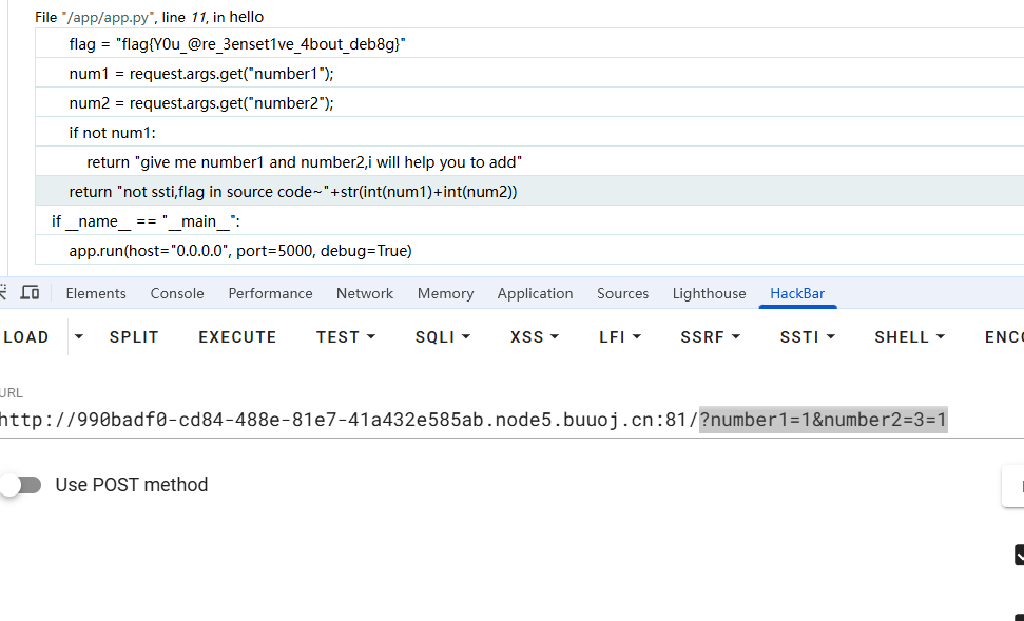 File "/app/app.py", line 11, in hello
flag = "flag{Y0u_@re_3enset1ve_4bout_deb8g}"
num1 = request.args.get("number1");
num2 = request.args.get("number2");
if not num1:
return "give me number1 and number2,i will help you to add"
return "not ssti,flag in source code~"+str(int(num1)+int(num2))
if __name__ == "__main__":
app.run(host="0.0.0.0", port=5000, debug=True)
Elements Console Performance Network Memory Application Sources Lighthouse HackBar
LOAD SPLIT EXECUTE TEST SQLI XSS LFI SSRF SSTI SHELL ENCO
URL
http://990badf0-cd84-488e-81e7-41a432e585ab.node5.buuoj.cn:81/?number1=1&number2=3=1
Use POST method